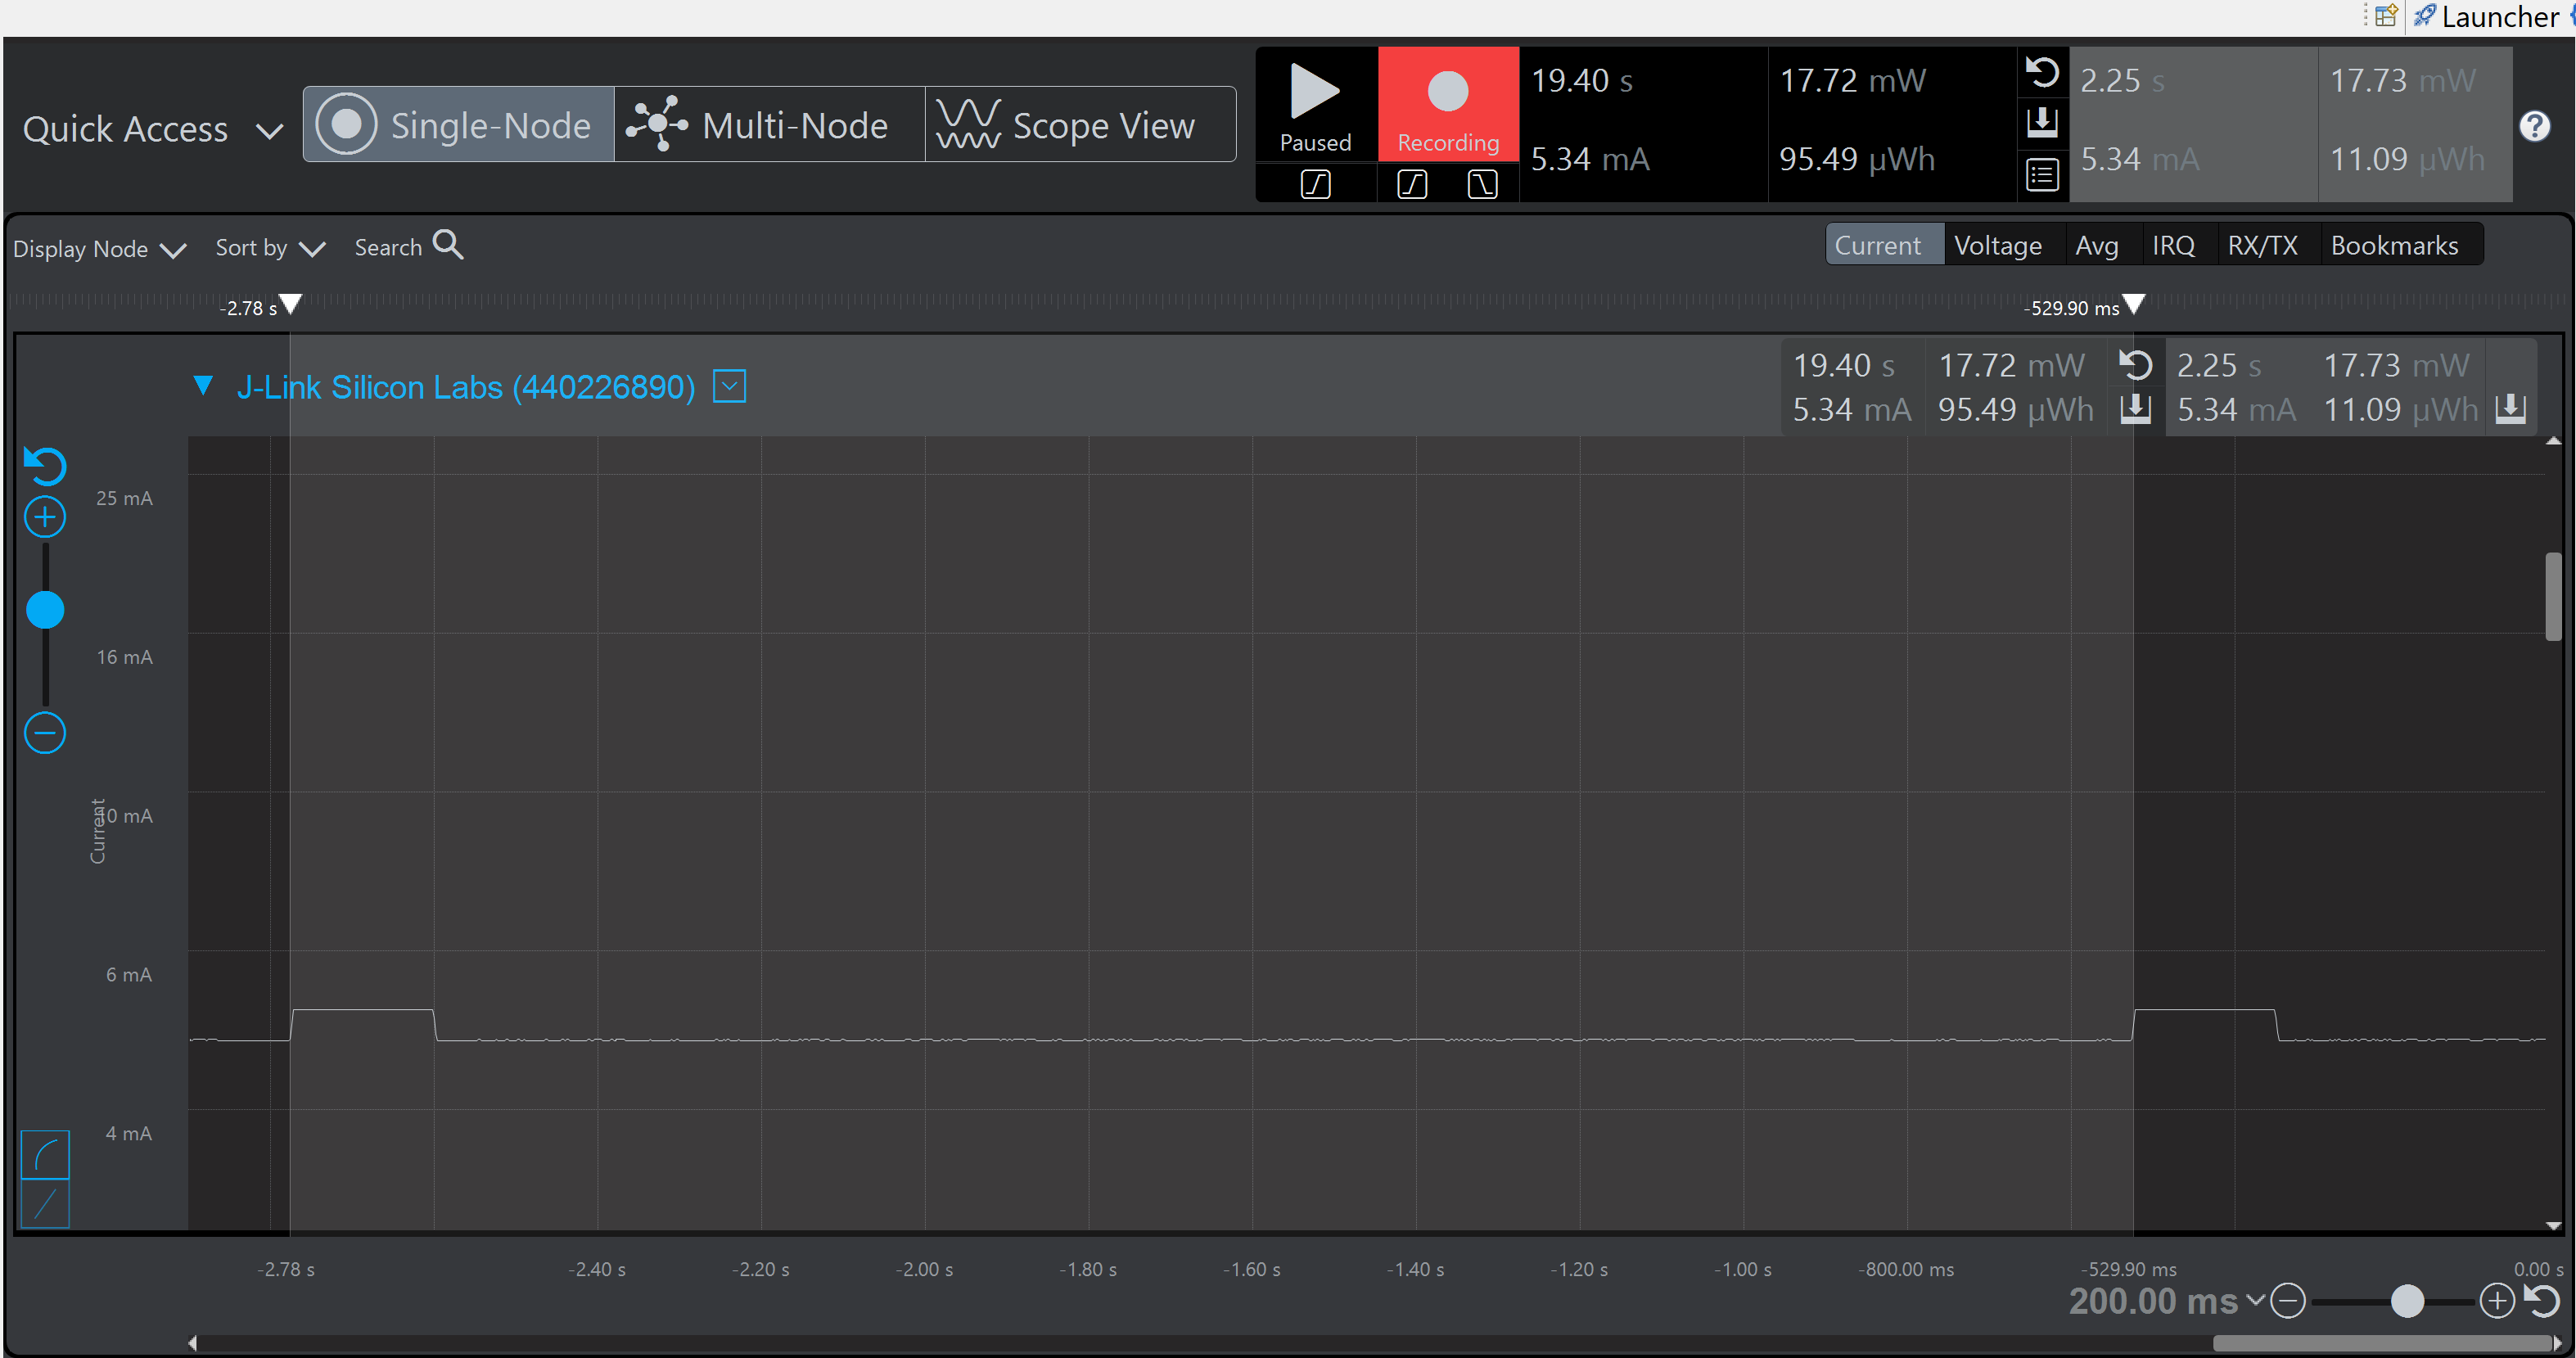 Launcher
Quick Access
Single-Node
Multi-Node
Scope View
Paused
Recording
19.40 s
17.72 mW
5.34 mA
95.49 µWh
2.25 s
17.73 mW
5.34 mA
11.09 µWh
Display Node
Sort by
Search
Current
Voltage
Avg
IRQ
RX/TX
Bookmarks
-2.78 s
-529.90 ms
J-Link Silicon Labs (440226890)
19.40 s
17.72 mW
2.25 s
17.73 mW
5.34 mA
95.49 µWh
5.34 mA
11.09 µWh
25 mA
16 mA
10 mA
Current
6 mA
4 mA
-2.78 s
-2.40 s
-2.20 s
-2.00 s
-1.80 s
-1.60 s
-1.40 s
-1.20 s
-1.00 s
-800.00 ms
-529.90 ms
0.00 s
200.00 ms